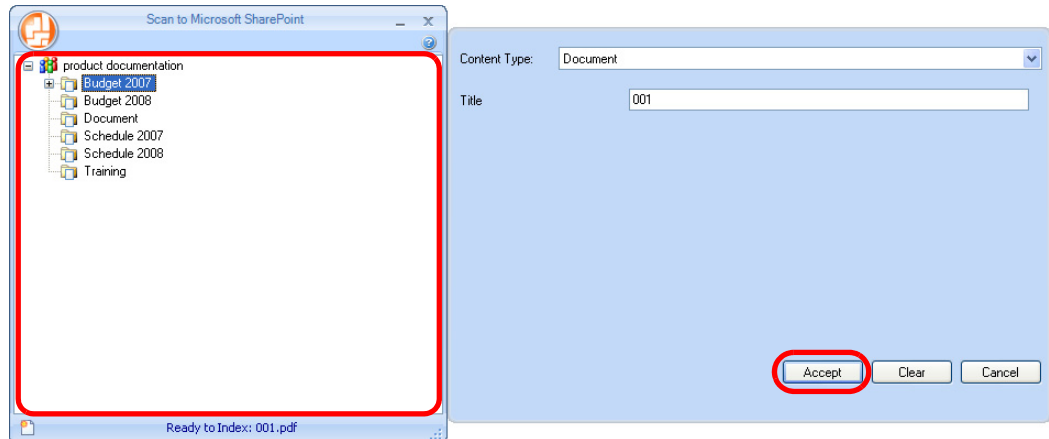 Scan to Microsoft SharePoint
product documentation
Budget 2007
Budget 2008
Document
Schedule 2007
Schedule 2008
Training
Ready to Index: 001.pdf
Content Type: Document
Title 001
Accept Clear Cancel